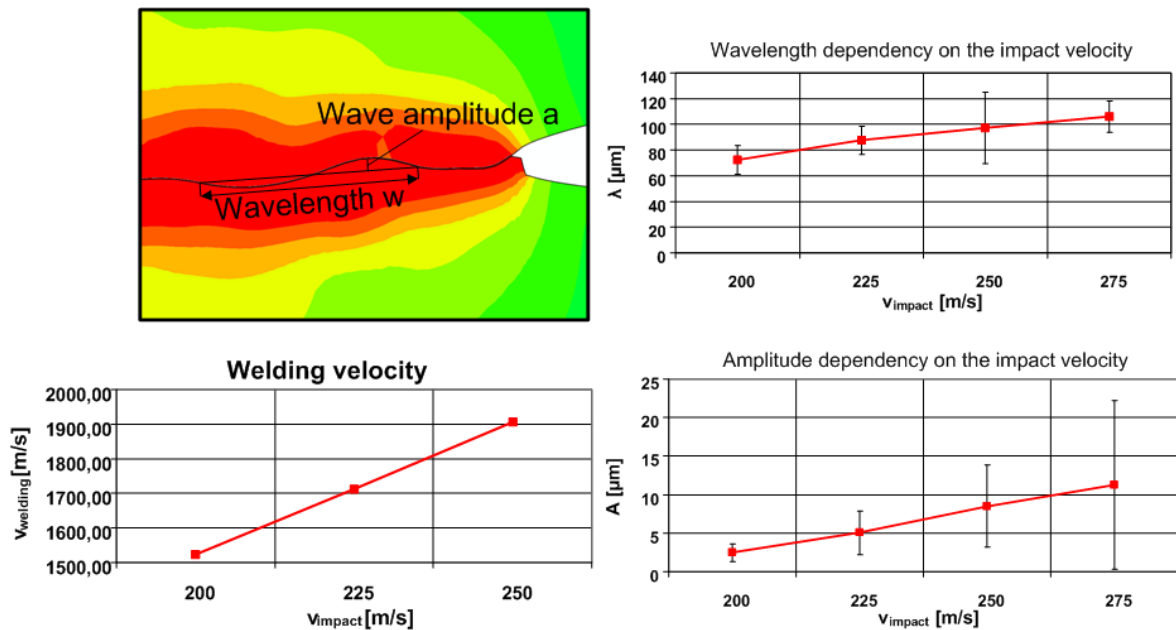 Wave amplitude a
Wavelength w
Wavelength dependency on the impact velocity
140
120
100
80
60
40
20
0
λ [µm]
200 225 250 275
vimpact [m/s]
Welding velocity
2000,00
1900,00
1800,00
1700,00
1600,00
1500,00
vwelding[m/s]
200 225 250
vimpact [m/s]
Amplitude dependency on the impact velocity
25
20
15
10
5
0
A [µm]
200 225 250 275
vimpact [m/s]